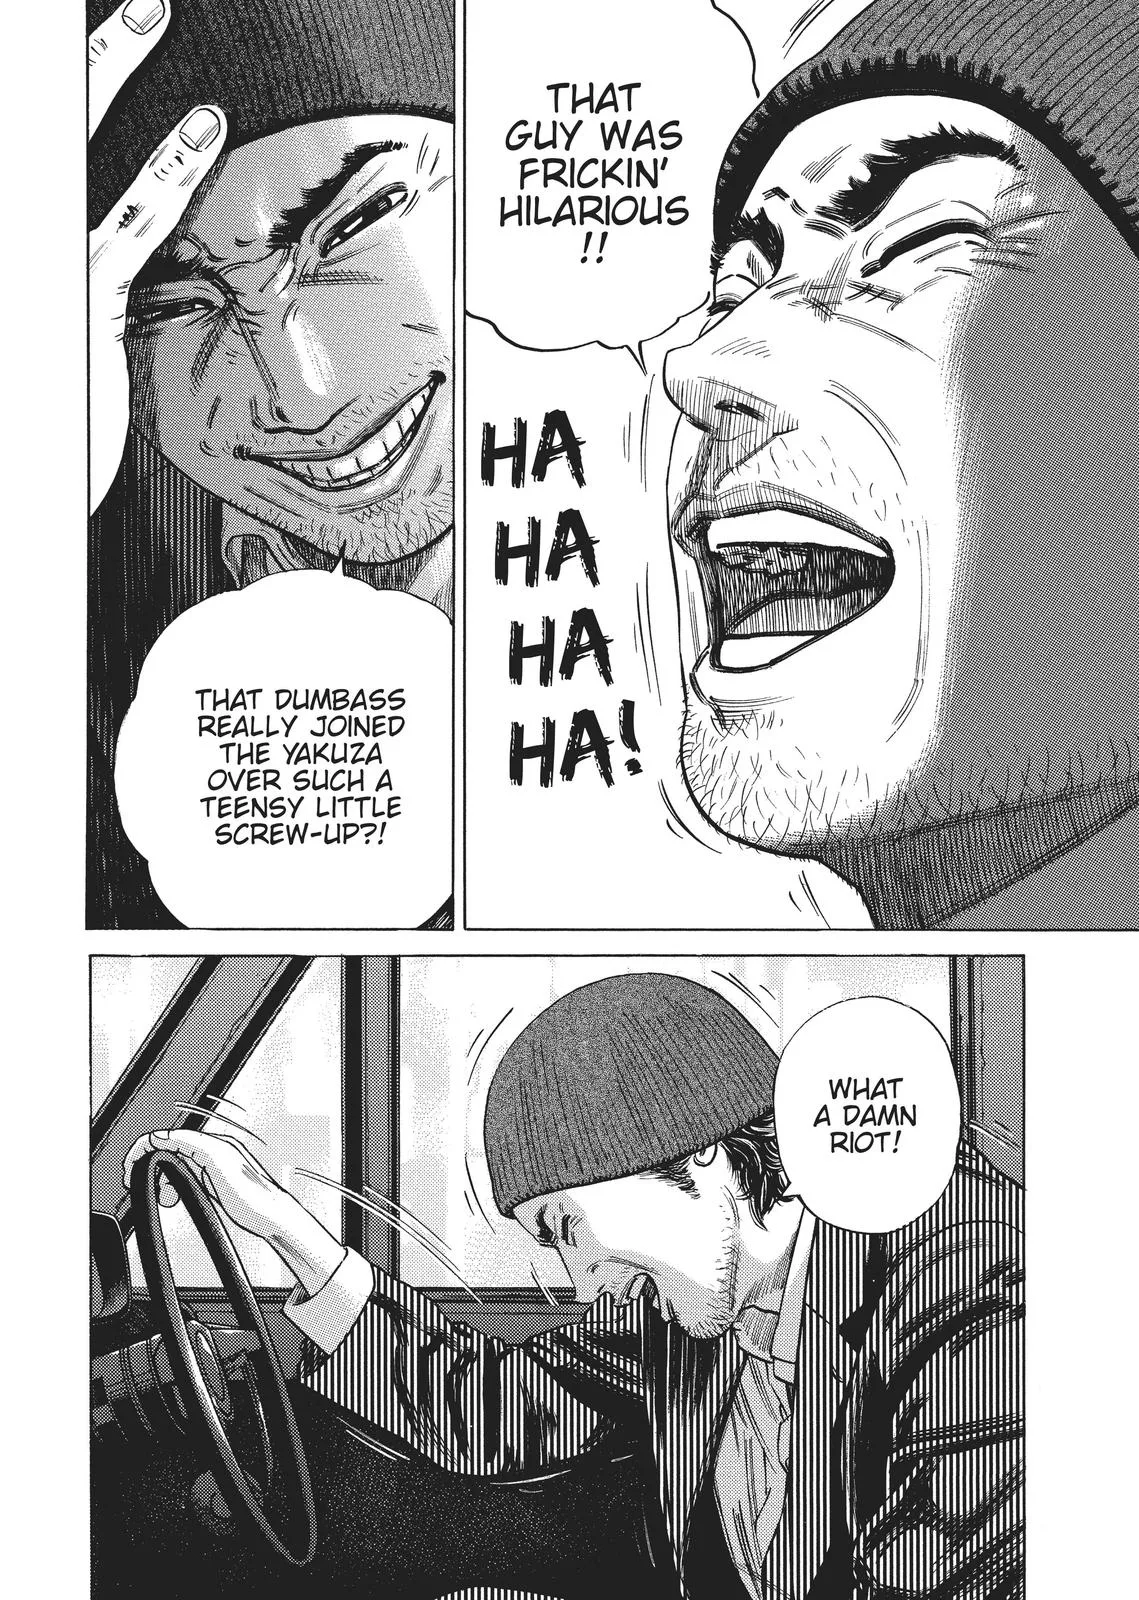 THAT
GUY WAS
FRICKIN'
HILARIOUS
!!
HA
HA
HA
HA!
THAT DUMBASS
REALLY JOINED
THE YAKUZA
OVER SUCH A
TEENSY LITTLE
SCREW-UP?!
WHAT
A DAMN
RIOT!